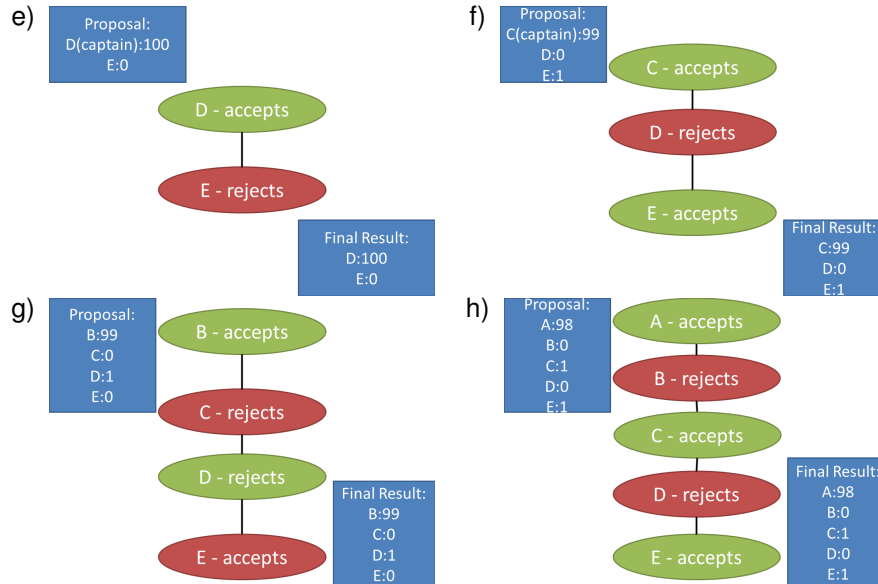 e)
Proposal:
D(captain):100
E:0
D - accepts
E - rejects
Final Result:
D:100
E:0
f)
Proposal:
C(captain):99
D:0
E:1
C - accepts
D - rejects
E - accepts
Final Result:
C:99
D:0
E:1
g)
Proposal:
B:99
C:0
D:1
E:0
B - accepts
C - rejects
D - rejects
E - accepts
Final Result:
B:99
C:0
D:1
E:0
h)
Proposal:
A:98
B:0
C:1
D:0
E:1
A - accepts
B - rejects
C - accepts
D - rejects
E - accepts
Final Result:
A:98
B:0
C:1
D:0
E:1